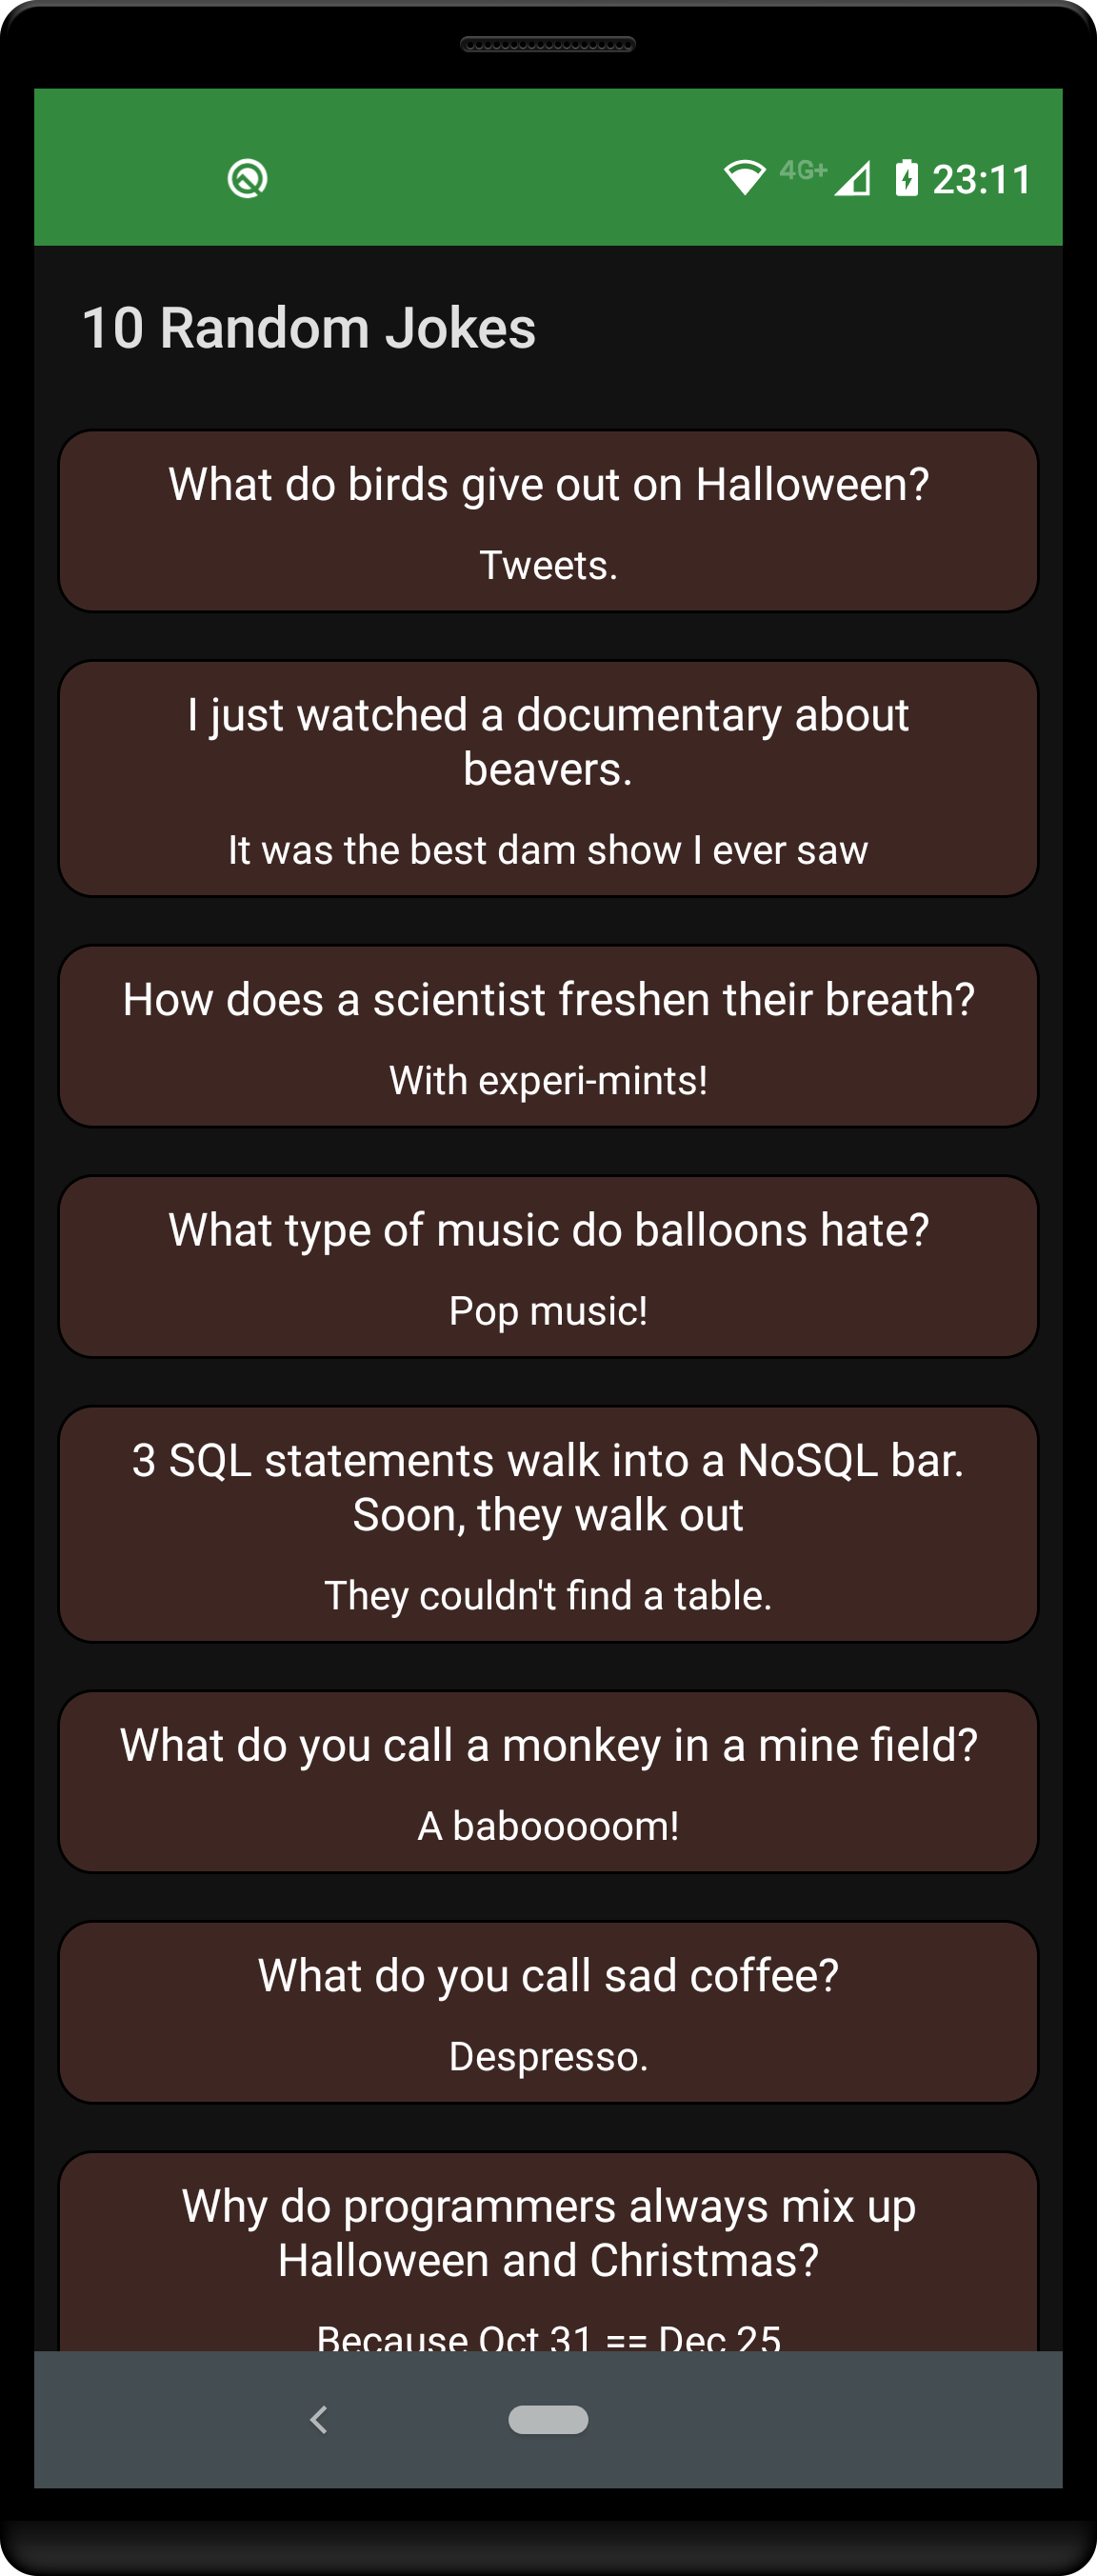 4G+ 23:11
10 Random Jokes
What do birds give out on Halloween?
Tweets.
I just watched a documentary about
beavers.
It was the best dam show I ever saw
How does a scientist freshen their breath?
With experi-mints!
What type of music do balloons hate?
Pop music!
3 SQL statements walk into a NoSQL bar.
Soon, they walk out
They couldn't find a table.
What do you call a monkey in a mine field?
A babooooom!
What do you call sad coffee?
Despresso.
Why do programmers always mix up
Halloween and Christmas?
Because Oct 31 == Dec 25